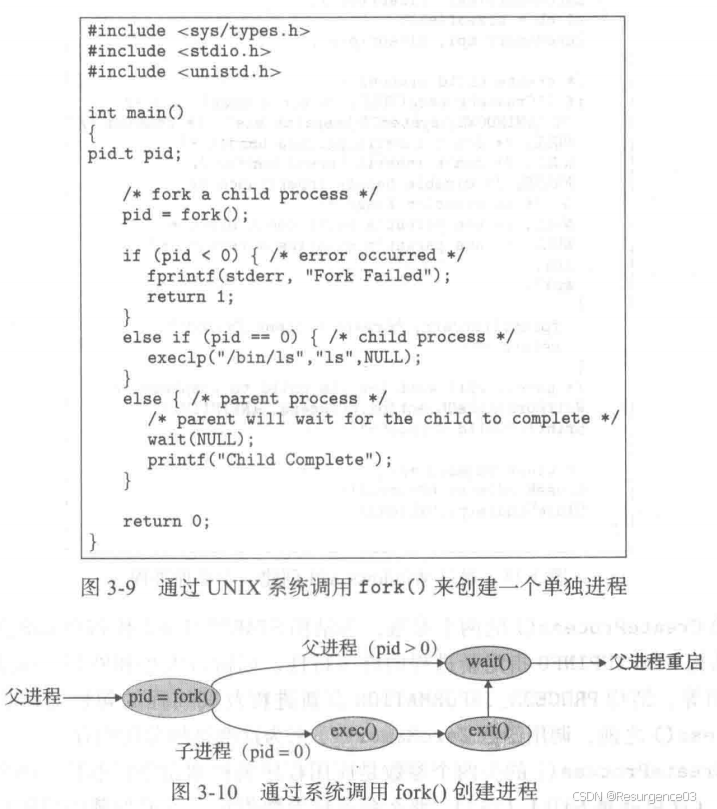 #include <sys/types.h>
#include <stdio.h>
#include <unistd.h>
int main()
{
pid_t pid;
/* fork a child process */
pid = fork();
if (pid < 0) { /* error occurred */
fprintf(stderr, "Fork Failed");
return 1;
}
else if (pid == 0) { /* child process */
execlp("/bin/ls","ls",NULL);
}
else { /* parent process */
/* parent will wait for the child to complete */
wait(NULL);
printf("Child Complete");
}
return 0;
}
图 3-9 通过 UNIX 系统调用 fork() 来创建一个单独进程
父进程（pid > 0）
wait()
父进程重启
父进程
pid = fork()
exec()
exit()
子进程（pid = 0）
图 3-10 通过系统调用 fork() 创建进程
CSDN @Resurgence03